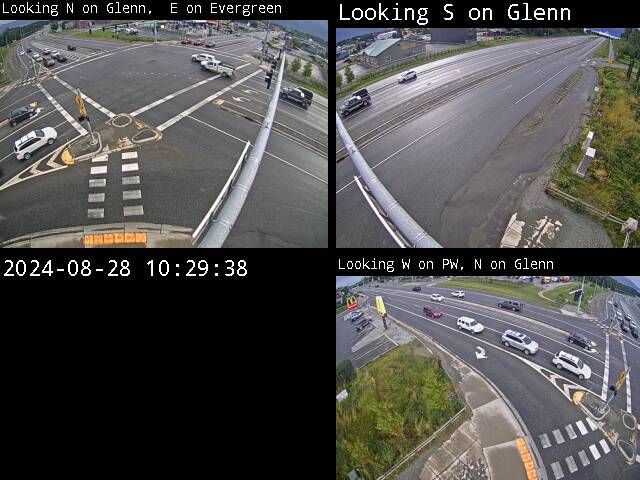 Looking N on Glenn,  E on Evergreen
Looking S on Glenn
2024-08-28 10:29:38
Looking W on PW, N on Glenn